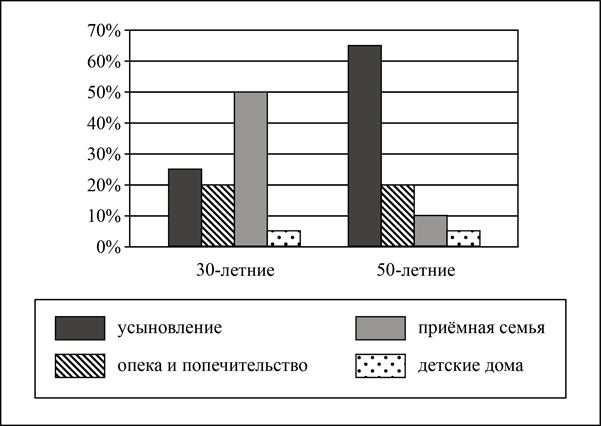 70%
60%
50%
40%
30%
20%
10%
0%
30-летние 50-летние
усыновление приёмная семья
опека и попечительство детские дома